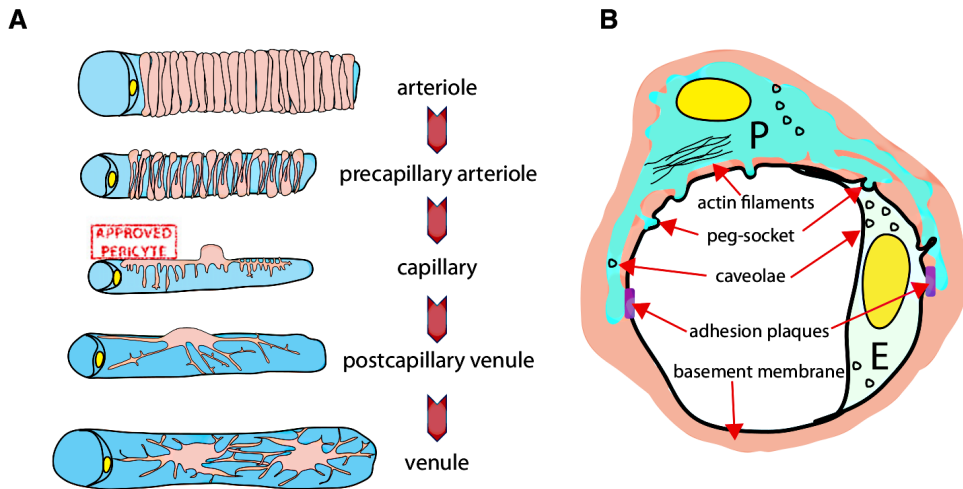 A
arteriole
precapillary arteriole
APPROVED
PERICYTE
capillary
postcapillary venule
venule
B
P
actin filaments
peg-socket
caveolae
adhesion plaques
basement membrane
E